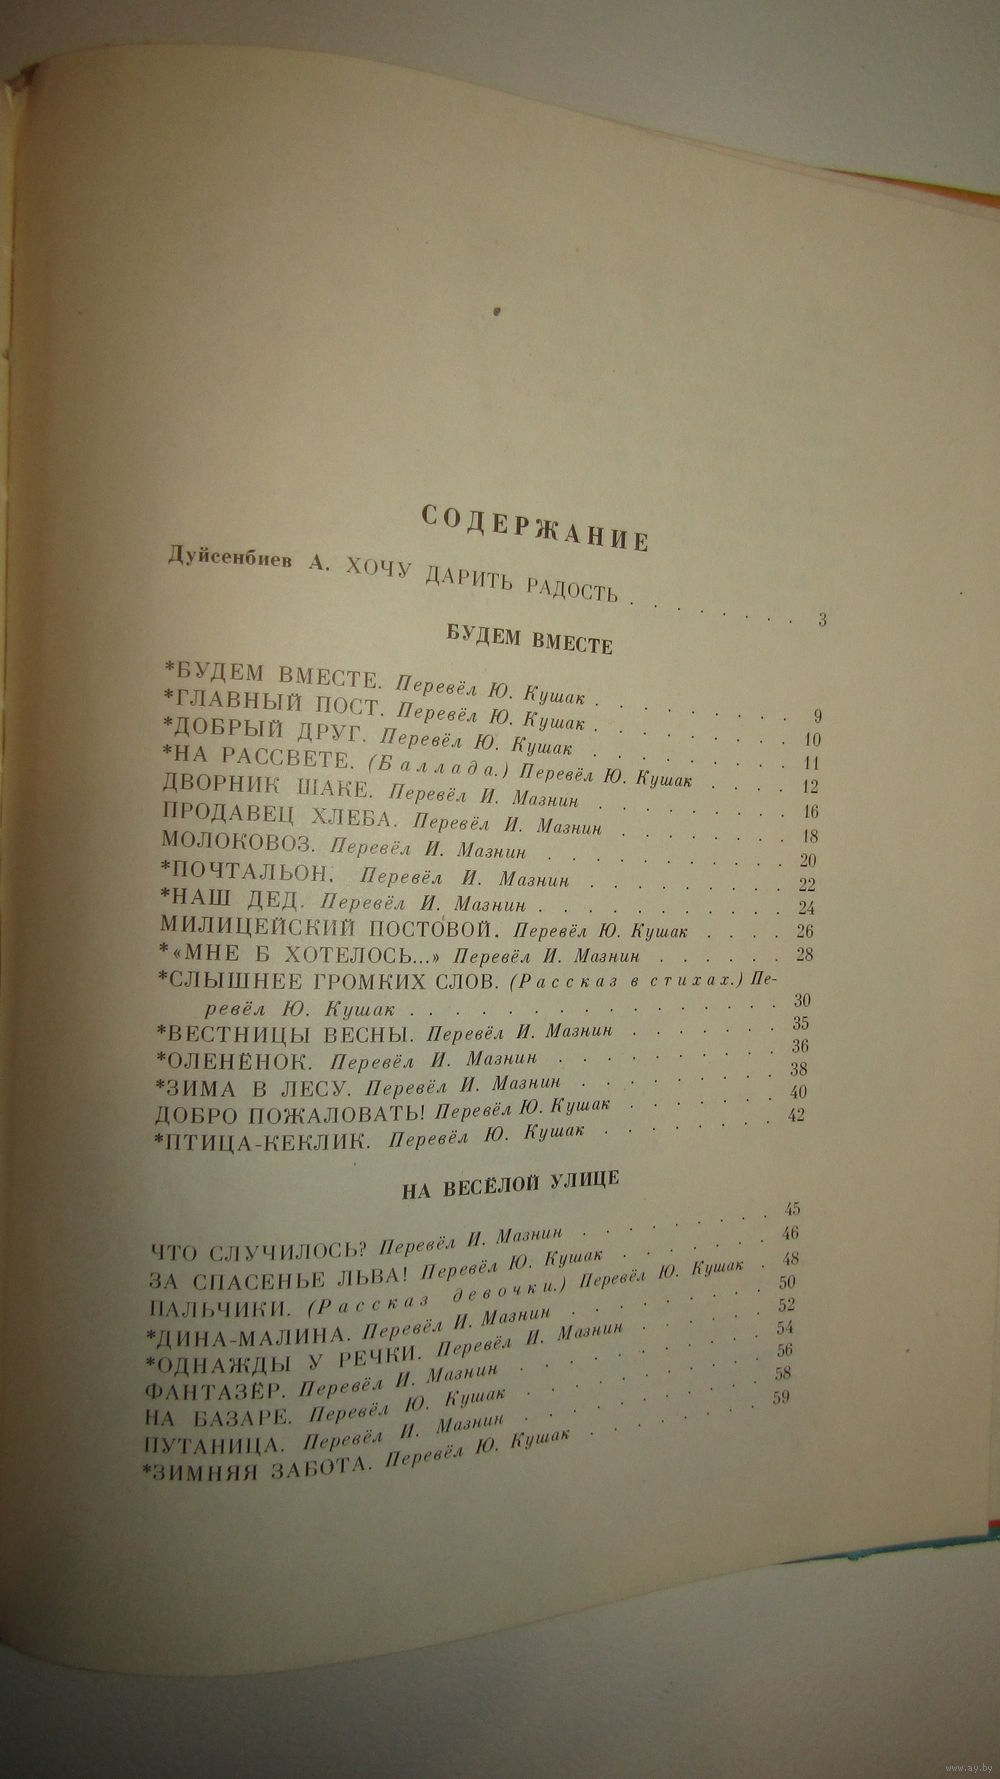 СОДЕРЖАНИЕ
Дуйсенбиев А. ХОЧУ ДАРИТЬ РАДОСТЬ . . . . . . . . 3
БУДЕМ ВМЕСТЕ
*БУДЕМ ВМЕСТЕ. Перевёл Ю. Кушак . . . . . . . . . 9
*ГЛАВНЫЙ ПОСТ. Перевёл Ю. Кушак . . . . . . . . . 10
*ДОБРЫЙ ДРУГ. Перевёл Ю. Кушак . . . . . . . . . 11
*НА РАССВЕТЕ. (Баллада.) Перевёл Ю. Кушак . . . . 12
ДВОРНИК ШАКЕ. Перевёл И. Мазнин . . . . . . . . 16
ПРОДАВЕЦ ХЛЕБА. Перевёл И. Мазнин . . . . . . . 18
МОЛОКОВОЗ. Перевёл И. Мазнин . . . . . . . . . . 20
*ПОЧТАЛЬОН. Перевёл И. Мазнин . . . . . . . . . 22
*НАШ ДЕД. Перевёл И. Мазнин . . . . . . . . . . . 24
МИЛИЦЕЙСКИЙ ПОСТОВОЙ. Перевёл Ю. Кушак . . . . 26
*«МНЕ Б ХОТЕЛОСЬ...» Перевёл И. Мазнин . . . . . . 28
*СЛЫШНЕЕ ГРОМКИХ СЛОВ. (Рассказ в стихах.) Пе-
ревёл Ю. Кушак . . . . . . . . . . . . . . . 30
*ВЕСТНИЦЫ ВЕСНЫ. Перевёл И. Мазнин . . . . . . . 35
*ОЛЕНЁНОК. Перевёл И. Мазнин . . . . . . . . . 36
*ЗИМА В ЛЕСУ. Перевёл И. Мазнин . . . . . . . . . 38
ДОБРО ПОЖАЛОВАТЬ! Перевёл Ю. Кушак . . . . . . . 40
*ПТИЦА-КЕКЛИК. Перевёл Ю. Кушак . . . . . . . . 42
НА ВЕСЁЛОЙ УЛИЦЕ
ЧТО СЛУЧИЛОСЬ? Перевёл И. Мазнин . . . . . . . . 45
ЗА СПАСЕНЬЕ ЛЬВА! Перевёл Ю. Кушак . . . . . . . 46
ПАЛЬЧИКИ. (Рассказ девочки.) Перевёл Ю. Кушак . 48
*ДИНА-МАЛИНА. Перевёл И. Мазнин . . . . . . . . . 50
*ОДНАЖДЫ У РЕЧКИ. Перевёл И. Мазнин . . . . . . 52
ФАНТАЗЁР. Перевёл И. Мазнин . . . . . . . . . . 54
НА БАЗАРЕ. Перевёл Ю. Кушак . . . . . . . . . . 56
ПУТАНИЦА. Перевёл И. Мазнин . . . . . . . . . . 58
*ЗИМНЯЯ ЗАБОТА. Перевёл Ю. Кушак . . . . . . . . 59
www.ay.by